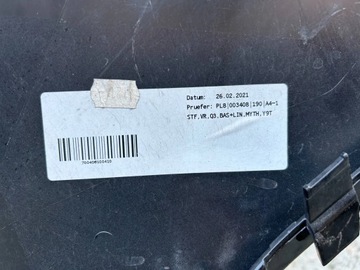 Datum: 26.02.2021
Pruefer: PL8|003408|190|A4-1
STF.VR.Q3.BAS+LIN.MYTH.Y9T